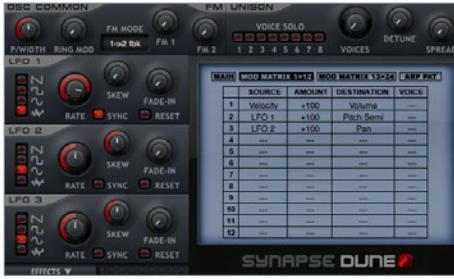 OSC COMMON
FM
UNISON
P/WIDTH
RING MOD
FM MODE
1->2 fbk
FM 1
FM 2
VOICE SOLO
1 2 3 4 5 6 7 8
VOICES
DETUNE
SPREAD
LFO 1
RATE
SKEW
SYNC
FADE-IN
RESET
LFO 2
RATE
SKEW
SYNC
FADE-IN
RESET
LFO 3
RATE
SKEW
SYNC
FADE-IN
RESET
EFFECTS ▼
MAIN MOD MATRIX 1>12 MOD MATRIX 13>24 ARP PAT
SOURCE AMOUNT DESTINATION VOICE
1 Velocity +100 Volume ---
2 LFO 1 +100 Pitch Semi ---
3 LFO 2 +100 Pan ---
4 --- --- --- ---
5 --- --- --- ---
6 --- --- --- ---
7 --- --- --- ---
8 --- --- --- ---
9 --- --- --- ---
10 --- --- --- ---
11 --- --- --- ---
12 --- --- --- ---
SYNAPSE DUNE